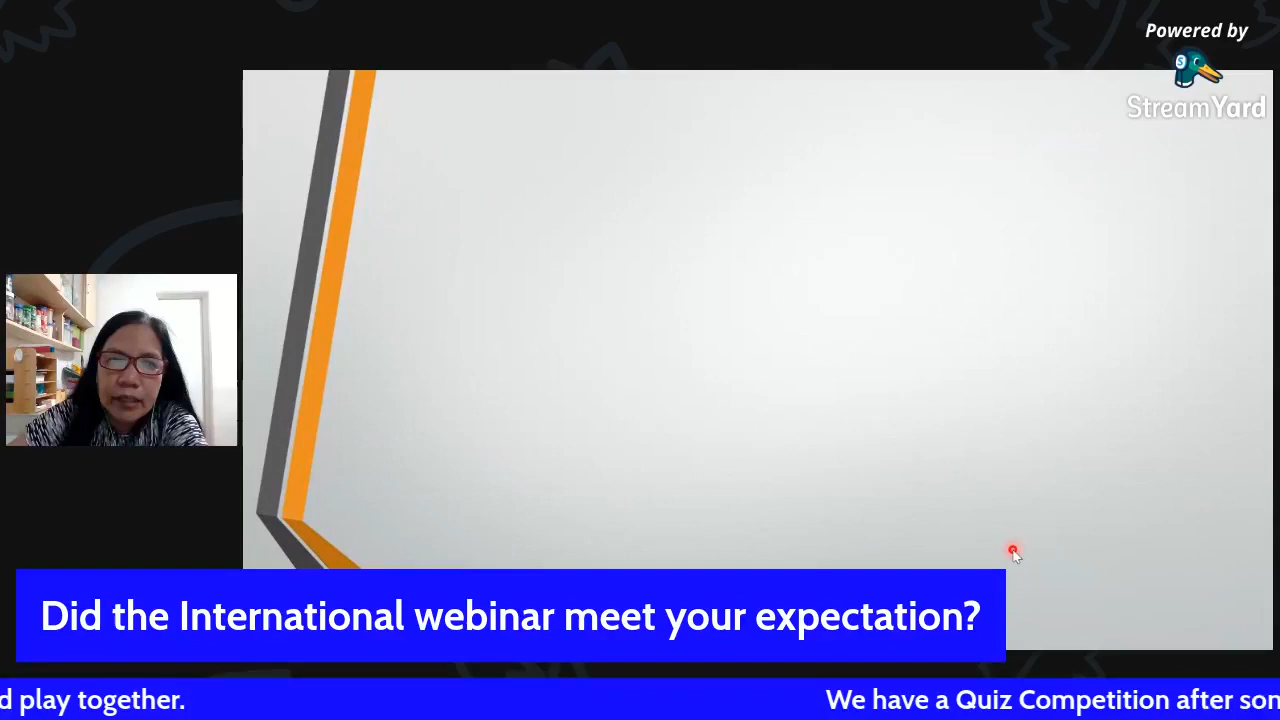 Powered by
StreamYard
Did the International webinar meet your expectation?
d play together.
We have a Quiz Competition after son